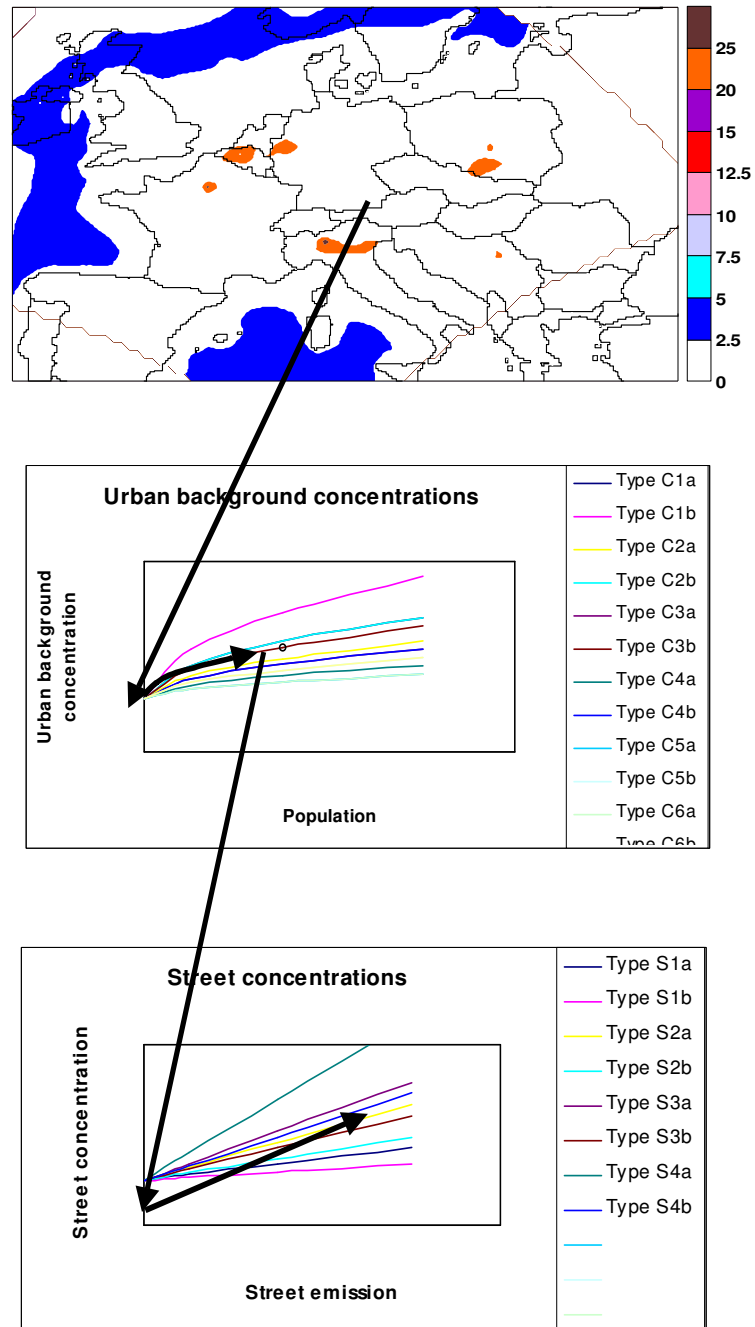 25
20
15
12.5
10
7.5
5
2.5
0
Urban background concentrations
Urban background
concentration
Population
Type C1a
Type C1b
Type C2a
Type C2b
Type C3a
Type C3b
Type C4a
Type C4b
Type C5a
Type C5b
Type C6a
Type C6b
Street concentrations
Street concentration
Street emission
Type S1a
Type S1b
Type S2a
Type S2b
Type S3a
Type S3b
Type S4a
Type S4b